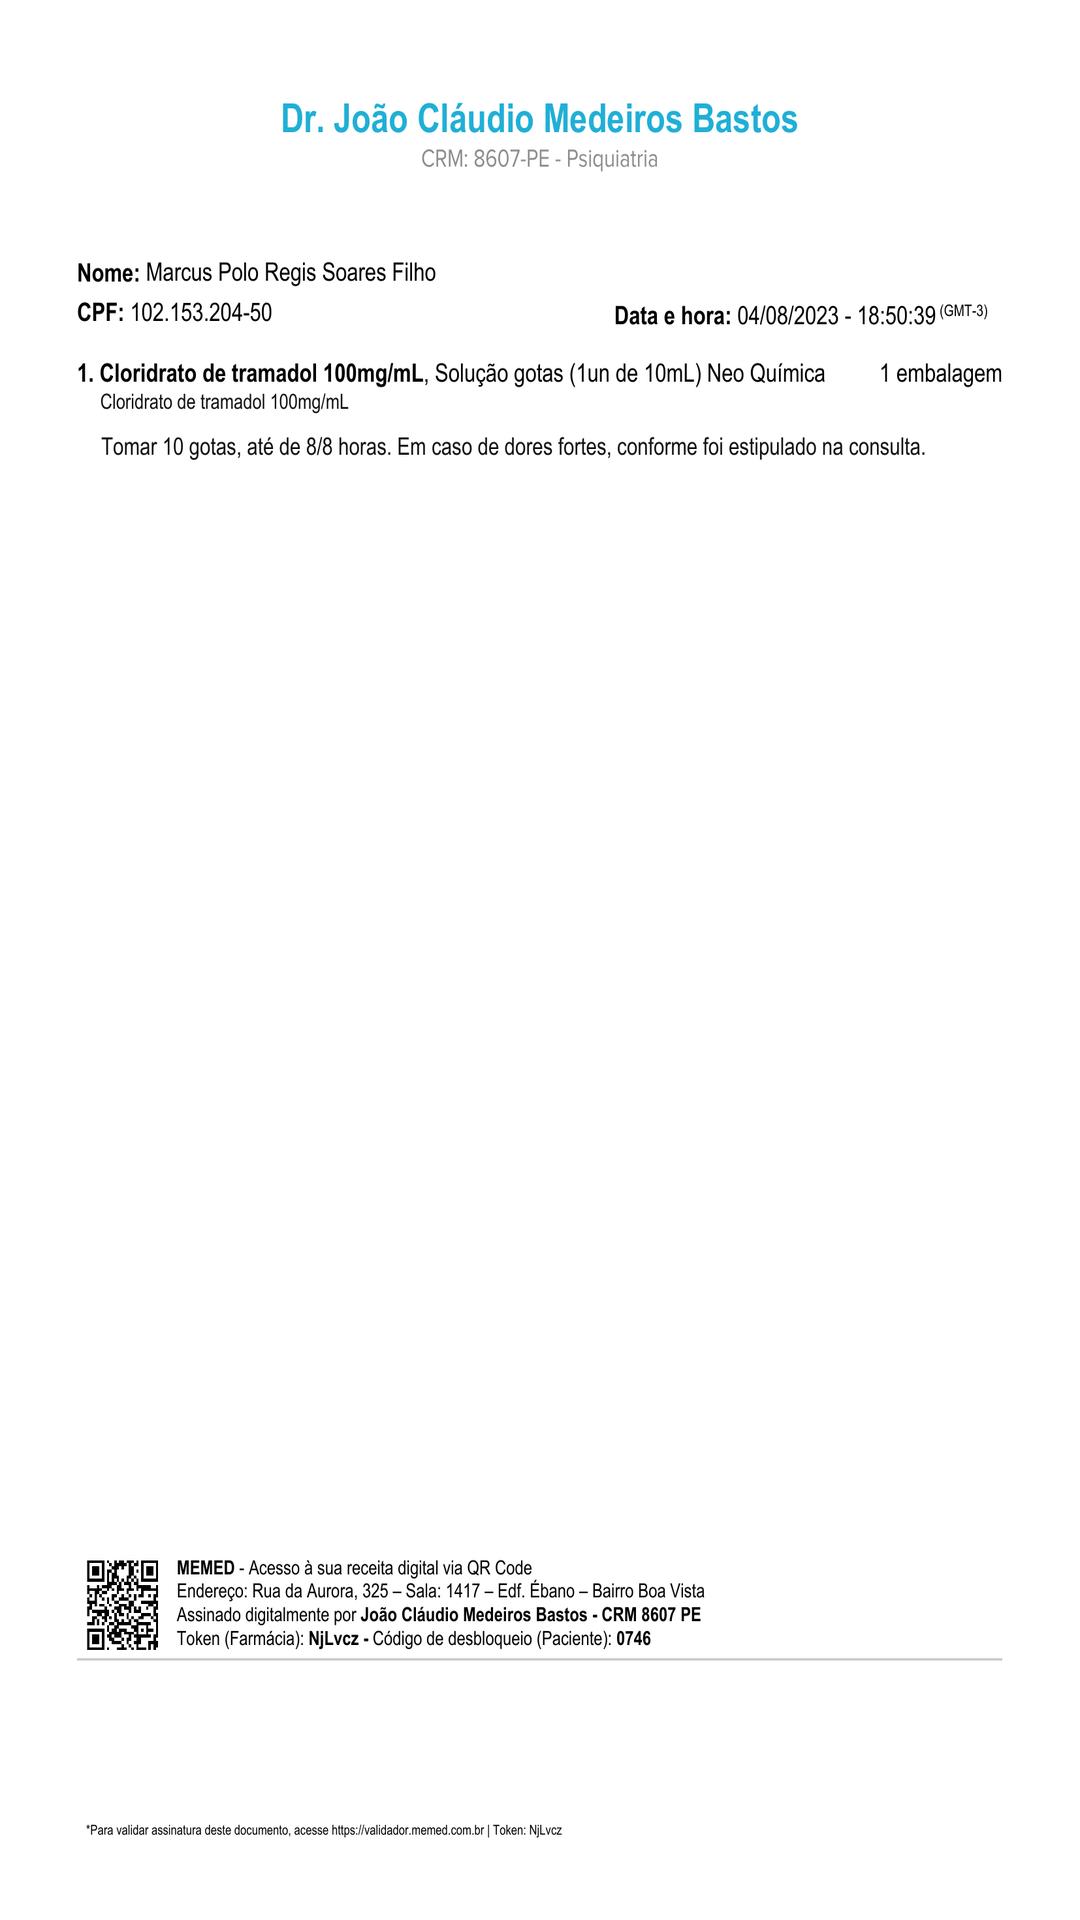 Dr. João Cláudio Medeiros Bastos
CRM: 8607-PE - Psiquiatria
Nome: Marcus Polo Regis Soares Filho
CPF: 102.153.204-50
Data e hora: 04/08/2023 - 18:50:39 (GMT-3)
1. Cloridrato de tramadol 100mg/mL, Solução gotas (1un de 10mL) Neo Química 1 embalagem
Cloridrato de tramadol 100mg/mL
Tomar 10 gotas, até de 8/8 horas. Em caso de dores fortes, conforme foi estipulado na consulta.
MEMED - Acesso à sua receita digital via QR Code
Endereço: Rua da Aurora, 325 – Sala: 1417 – Edf. Ébano – Bairro Boa Vista
Assinado digitalmente por João Cláudio Medeiros Bastos - CRM 8607 PE
Token (Farmácia): NjLvcz - Código de desbloqueio (Paciente): 0746
*Para validar assinatura deste documento, acesse https://validador.memed.com.br | Token: NjLvcz